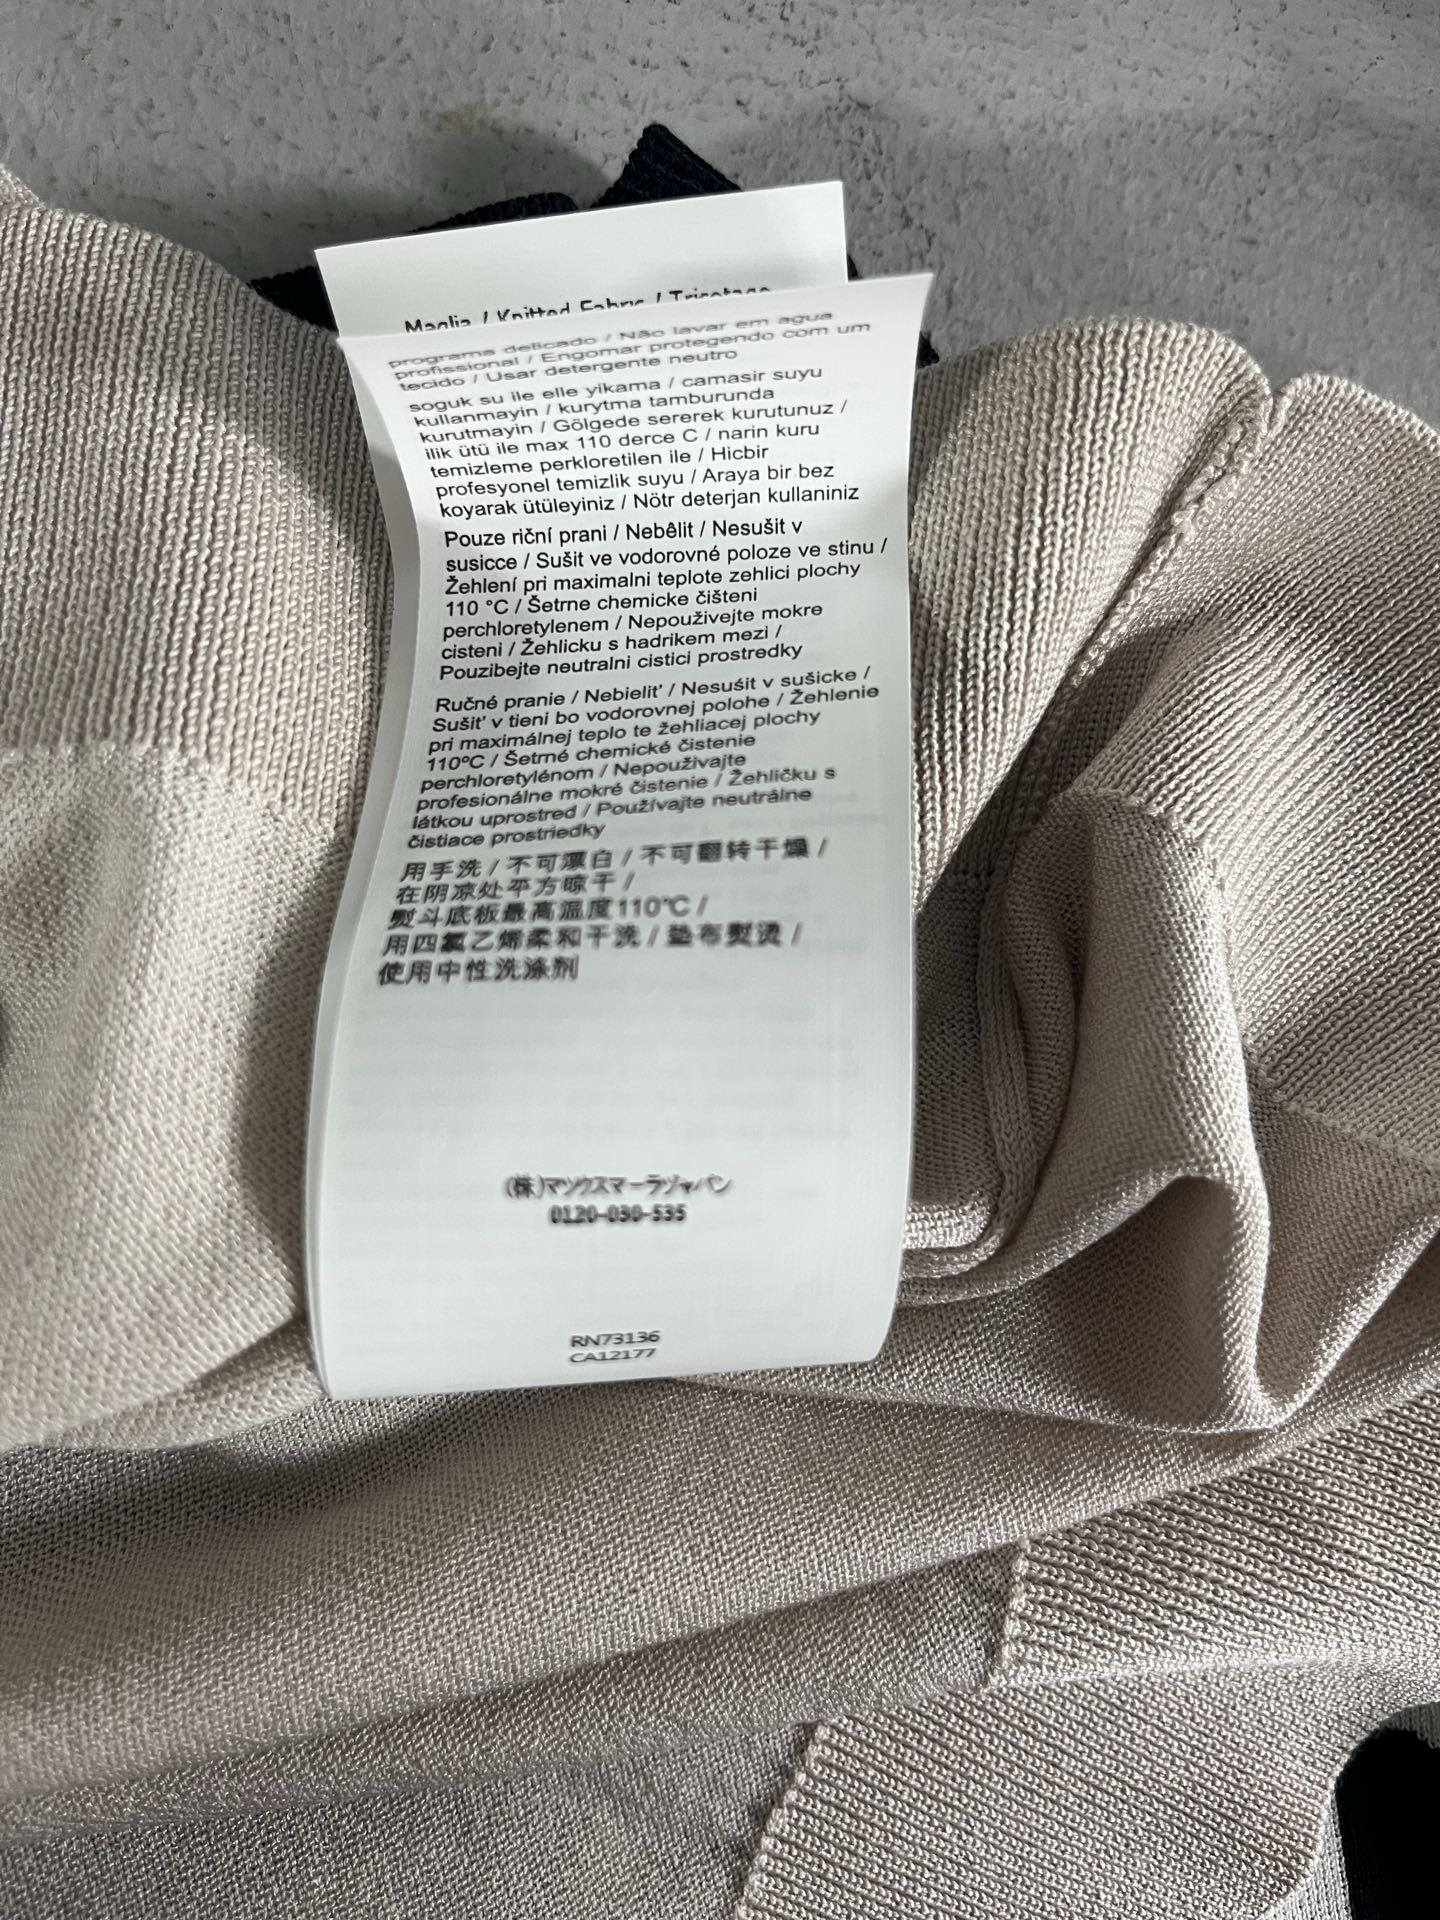 Maglia / Knitted Fabric / Tricotage
programa delicado / Não lavar em agua
profissional / Engomar protegendo com um
tecido / Usar detergente neutro
soguk su ile elle yikama / camasir suyu
kullanmayin / kurytma tamburunda
kurutmayin / Gölgede sererek kurutunuz /
ilik ütü ile max 110 derce C / narin kuru
temizleme perkloretilen ile / Hicbir
profesyonel temizlik suyu / Araya bir bez
koyarak ütüleyiniz / Nötr deterjan kullaniniz
Pouze riční prani / Nebêlit / Nesušit v
susicce / Sušit ve vodorovné poloze ve stinu /
Žehlení pri maximalni teplote zehlici plochy
110 °C / Šetrne chemicke čišteni
perchloretylenem / Nepouživejte mokre
cisteni / Žehlicku s hadrikem mezi /
Pouzibejte neutralni cistici prostredky
Ručné pranie / Nebieliť / Nesuśit v sušicke /
Sušiť v tieni bo vodorovnej polohe / Žehlenie
pri maximálnej teplo te žehliacej plochy
110ºC / Šetrné chemické čistenie
perchloretylénom / Nepoużivajte
profesionálne mokré čistenie / Žehličku s
látkou uprostred / Používajte neutrálne
čistiace prostriedky
用手洗 / 不可漂白 / 不可翻转干燥 /
在阴凉处平方晾干 /
熨斗底板最高温度110℃ /
用四氯乙烯柔和干洗 / 垫布熨烫 /
使用中性洗涤剂
(株)マックスマーラジャパン
0120-030-535
RN73136
CA12177